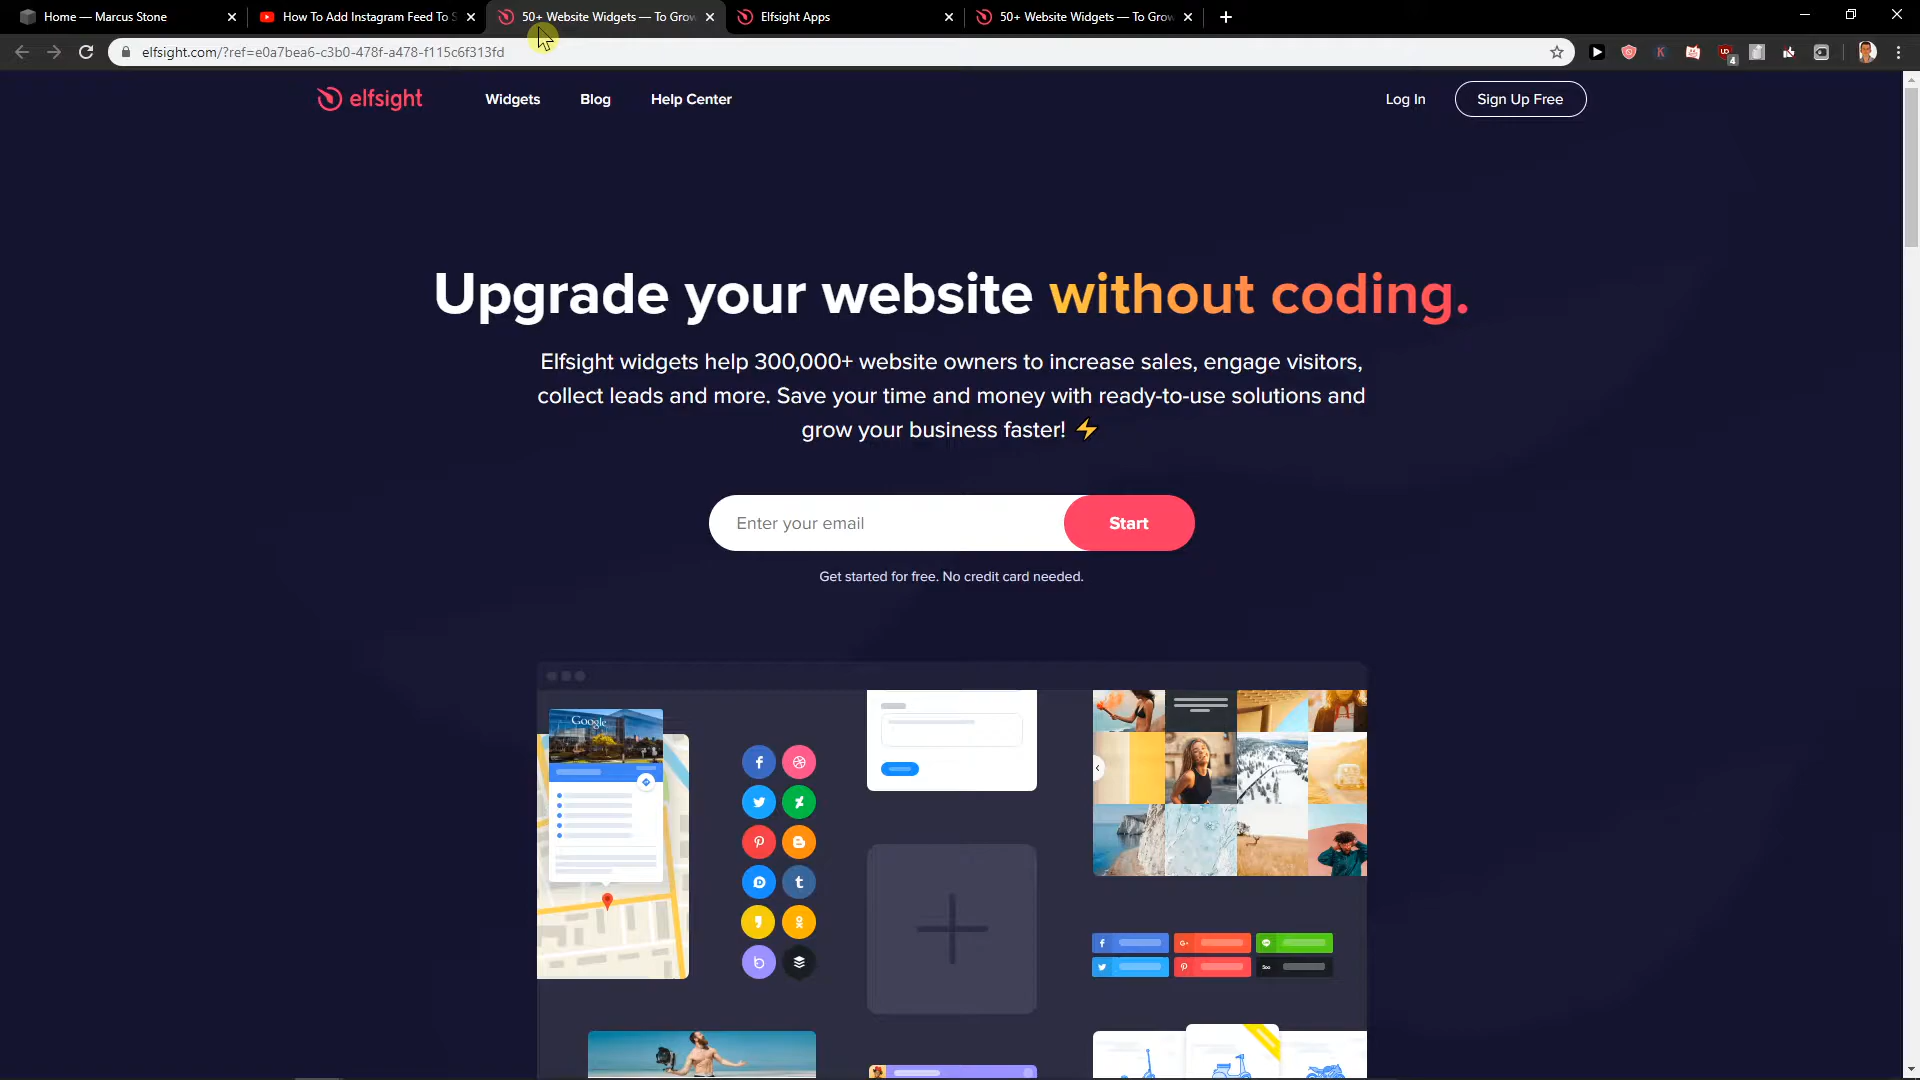 Home — Marcus Stone
How To Add Instagram Feed To S
50+ Website Widgets — To Grow
Elfsight Apps
50+ Website Widgets — To Grow
elfsight.com/?ref=e0a7bea6-c3b0-478f-a478-f115c6f313fd
4
elfsight
Widgets
Blog
Help Center
Log In
Sign Up Free
Upgrade your website without coding.
Elfsight widgets help 300,000+ website owners to increase sales, engage visitors,
collect leads and more. Save your time and money with ready-to-use solutions and
grow your business faster! ⚡
Enter your email
Start
Get started for free. No credit card needed.
Google